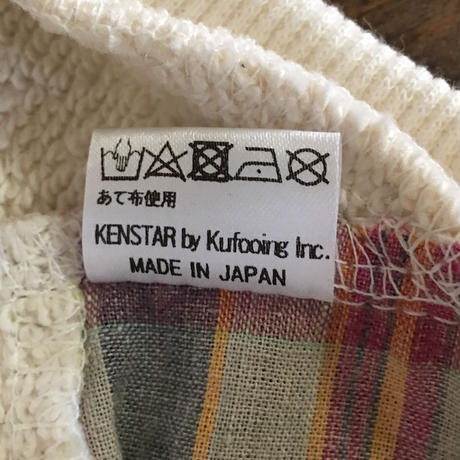 あて布使用
KENSTAR by Kufooing Inc.
MADE IN JAPAN